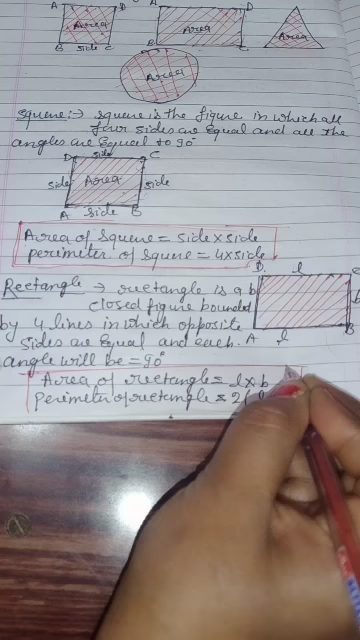 A D A D
Area Area Area
B side C B C
Area
Square:→ square is the figure in which all
four sides are Equal and all the
angles are Equal to 90°
D side C
side Area side
A side B
Area of square = side×side
perimeter of square = 4×side
D l C
Rectangle → rectangle is a b b
closed figure bounded
by 4 lines in which opposite
sides are Equal and each. A l B
angle will be = 90°
Area of rectangle = l×b
Perimeter of rectangle = 2(l